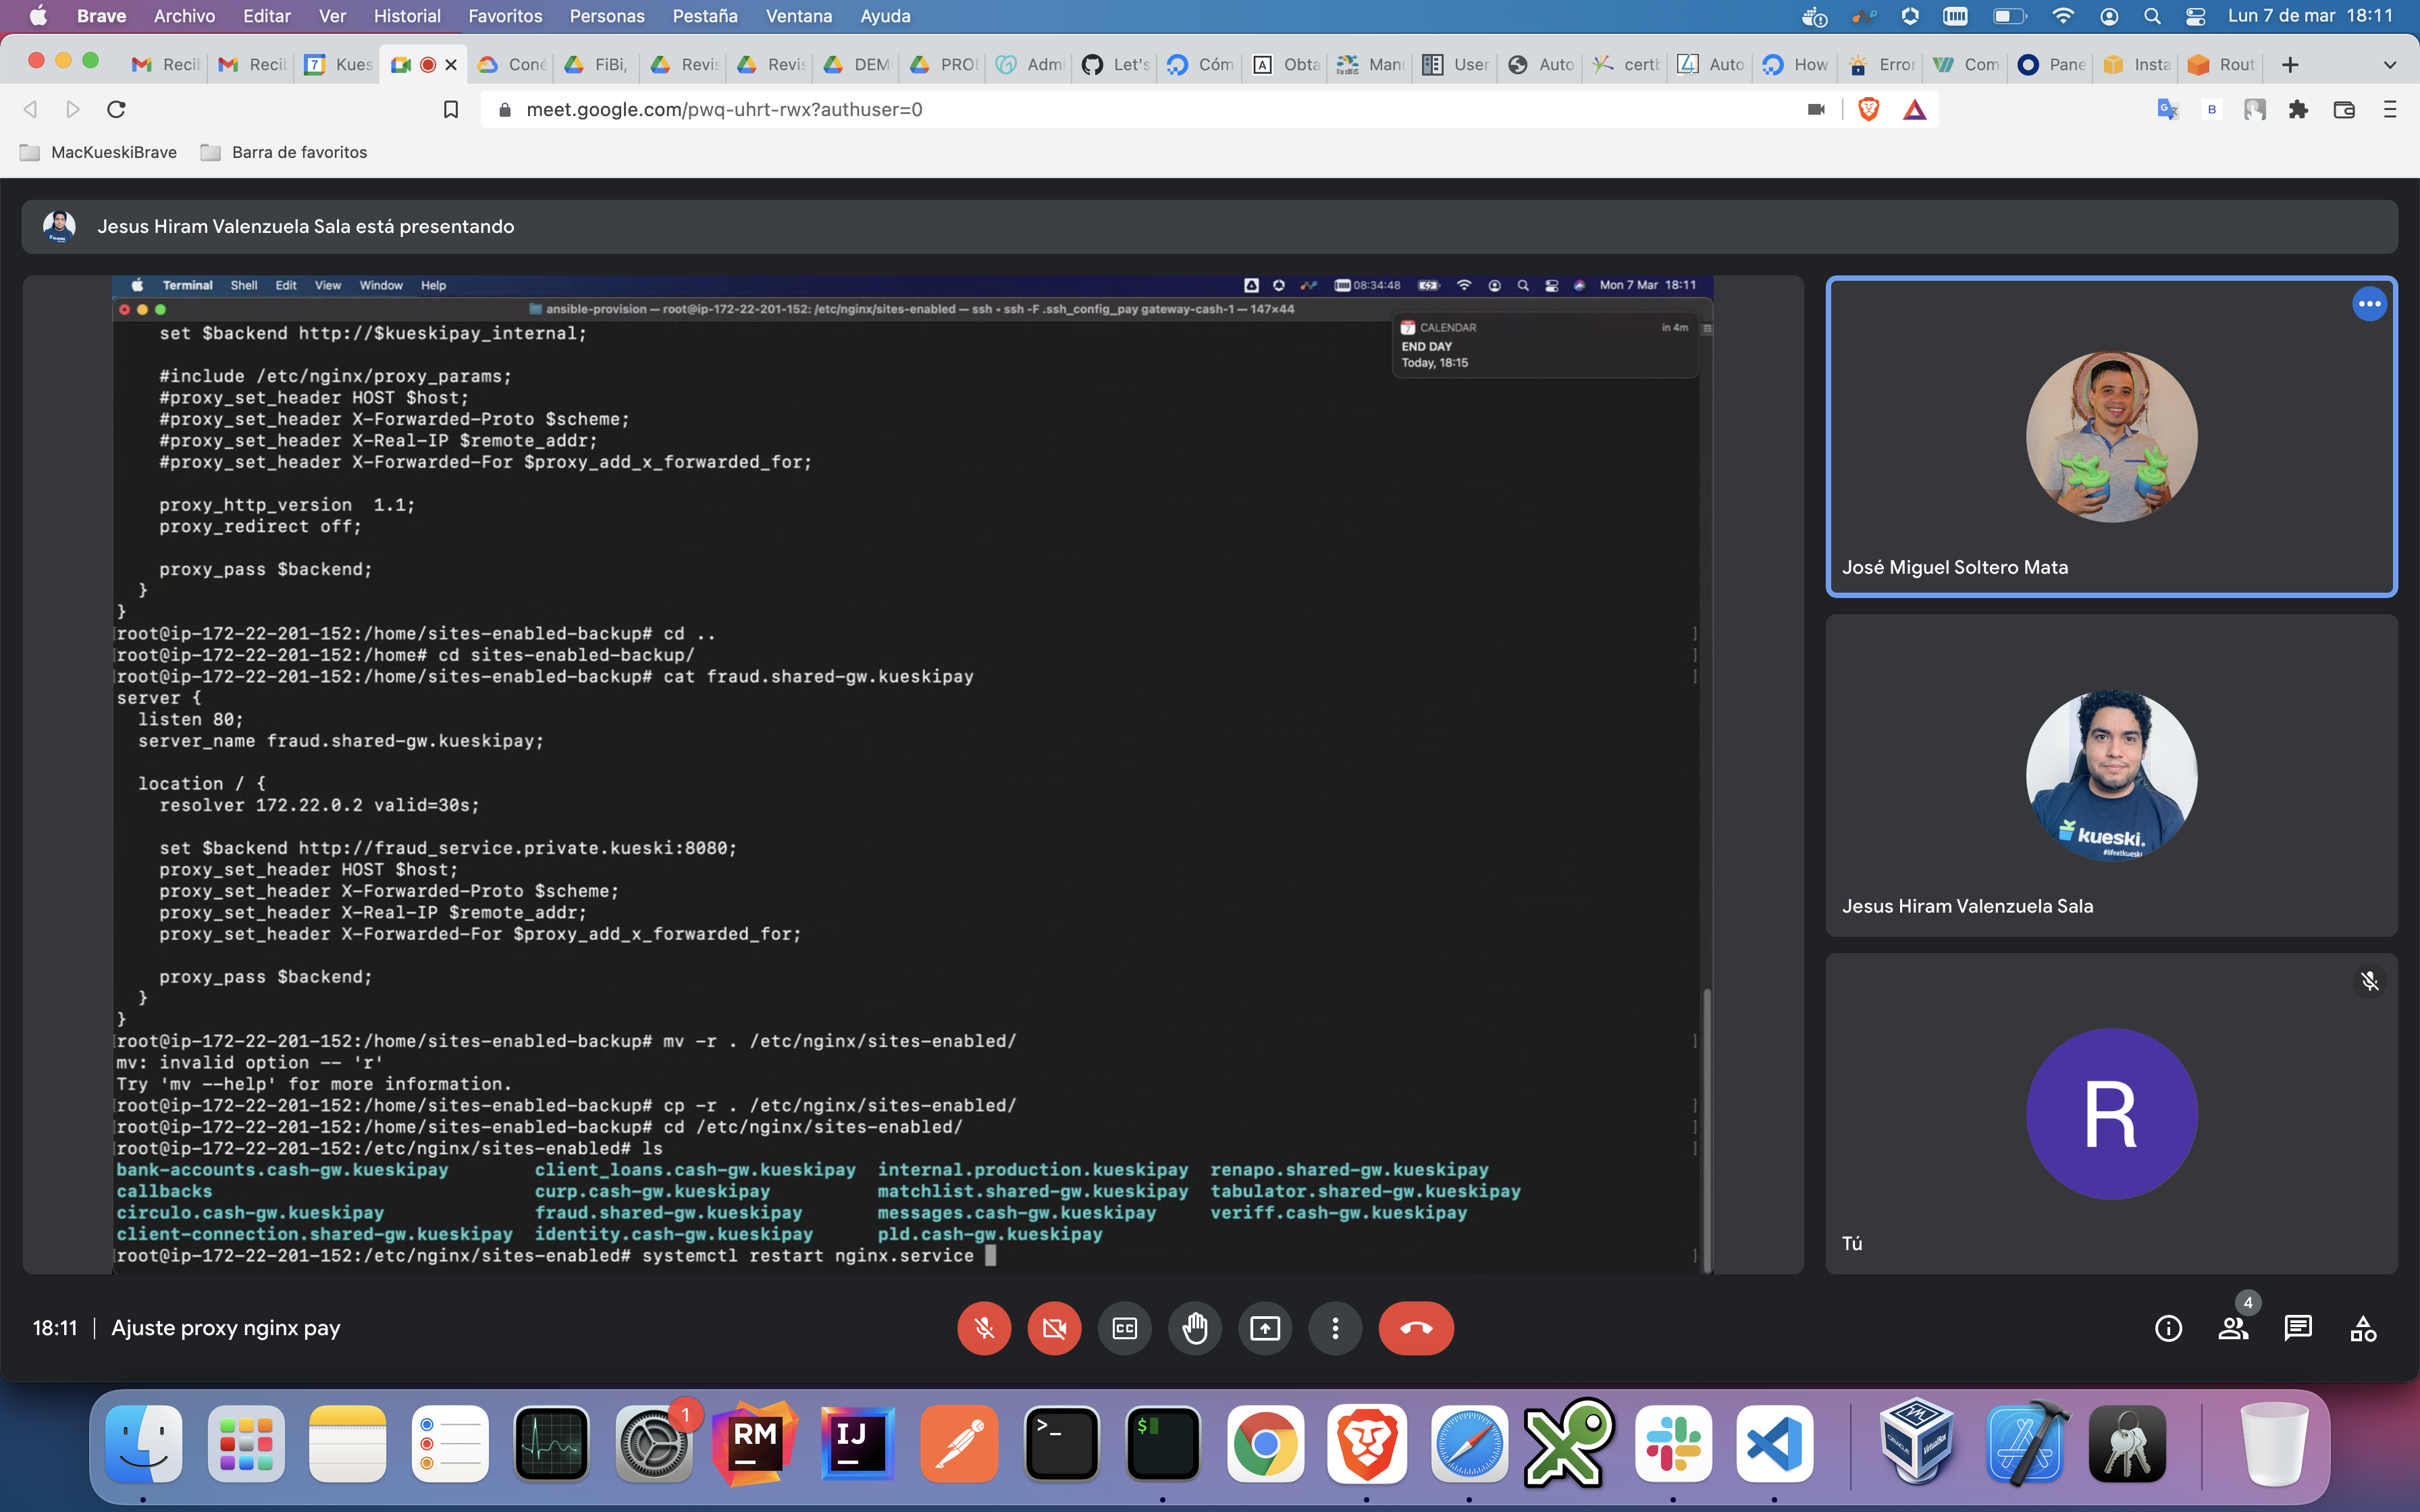 Brave Archivo Editar Ver Historial Favoritos Personas Pestaña Ventana Ayuda Lun 7 de mar 18:11
Recib Recib 7 Kues Coné FiBi, Revis Revis DEM PROD Admi Let's Cóm A Obta Manu User Auto certb Auto How Error Com Pane Insta Rout
meet.google.com/pwq-uhrt-rwx?authuser=0
MacKueskiBrave Barra de favoritos
Jesus Hiram Valenzuela Sala está presentando
Terminal Shell Edit View Window Help 08:34:48 Mon 7 Mar 18:11
ansible-provision — root@ip-172-22-201-152: /etc/nginx/sites-enabled — ssh • ssh -F .ssh_config_pay gateway-cash-1 — 147×44
CALENDAR in 4m
END DAY
Today, 18:15
set $backend http://$kueskipay_internal;
#include /etc/nginx/proxy_params;
#proxy_set_header HOST $host;
#proxy_set_header X-Forwarded-Proto $scheme;
#proxy_set_header X-Real-IP $remote_addr;
#proxy_set_header X-Forwarded-For $proxy_add_x_forwarded_for;
proxy_http_version 1.1;
proxy_redirect off;
proxy_pass $backend;
}
}
[root@ip-172-22-201-152:/home/sites-enabled-backup# cd .. ]
[root@ip-172-22-201-152:/home# cd sites-enabled-backup/ ]
[root@ip-172-22-201-152:/home/sites-enabled-backup# cat fraud.shared-gw.kueskipay ]
server {
listen 80;
server_name fraud.shared-gw.kueskipay;
location / {
resolver 172.22.0.2 valid=30s;
set $backend http://fraud_service.private.kueski:8080;
proxy_set_header HOST $host;
proxy_set_header X-Forwarded-Proto $scheme;
proxy_set_header X-Real-IP $remote_addr;
proxy_set_header X-Forwarded-For $proxy_add_x_forwarded_for;
proxy_pass $backend;
}
}
[root@ip-172-22-201-152:/home/sites-enabled-backup# mv -r . /etc/nginx/sites-enabled/ ]
mv: invalid option -- 'r'
Try 'mv --help' for more information.
[root@ip-172-22-201-152:/home/sites-enabled-backup# cp -r . /etc/nginx/sites-enabled/ ]
[root@ip-172-22-201-152:/home/sites-enabled-backup# cd /etc/nginx/sites-enabled/ ]
[root@ip-172-22-201-152:/etc/nginx/sites-enabled# ls ]
bank-accounts.cash-gw.kueskipay client_loans.cash-gw.kueskipay internal.production.kueskipay renapo.shared-gw.kueskipay
callbacks curp.cash-gw.kueskipay matchlist.shared-gw.kueskipay tabulator.shared-gw.kueskipay
circulo.cash-gw.kueskipay fraud.shared-gw.kueskipay messages.cash-gw.kueskipay veriff.cash-gw.kueskipay
client-connection.shared-gw.kueskipay identity.cash-gw.kueskipay pld.cash-gw.kueskipay
[root@ip-172-22-201-152:/etc/nginx/sites-enabled# systemctl restart nginx.service ]
José Miguel Soltero Mata
kueski.
#lifeatkueski
Jesus Hiram Valenzuela Sala
R
Tú
18:11 | Ajuste proxy nginx pay
CC
4
1
RM
IJ
>_
$